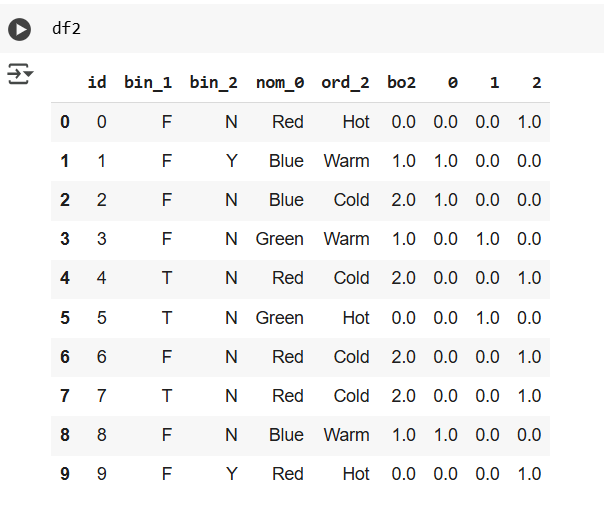 df2
id bin_1 bin_2 nom_0 ord_2 bo2 0 1 2
0 0 F N Red Hot 0.0 0.0 0.0 1.0
1 1 F Y Blue Warm 1.0 1.0 0.0 0.0
2 2 F N Blue Cold 2.0 1.0 0.0 0.0
3 3 F N Green Warm 1.0 0.0 1.0 0.0
4 4 T N Red Cold 2.0 0.0 0.0 1.0
5 5 T N Green Hot 0.0 0.0 1.0 0.0
6 6 F N Red Cold 2.0 0.0 0.0 1.0
7 7 T N Red Cold 2.0 0.0 0.0 1.0
8 8 F N Blue Warm 1.0 1.0 0.0 0.0
9 9 F Y Red Hot 0.0 0.0 0.0 1.0